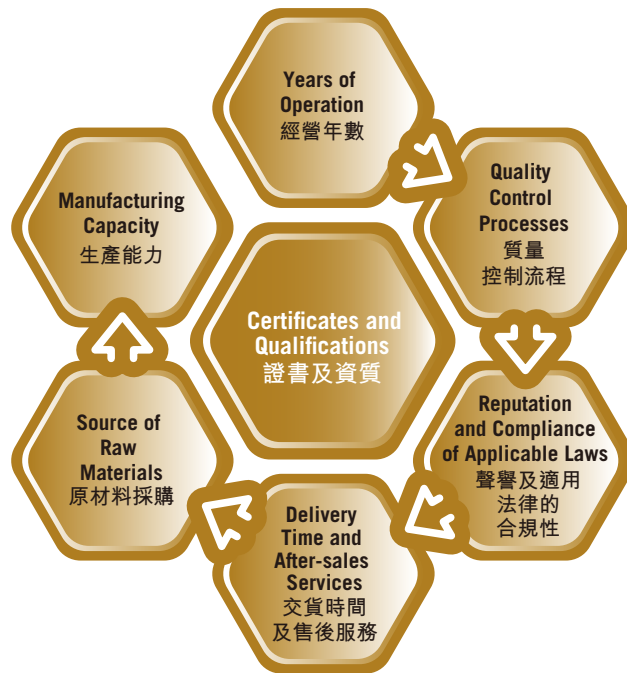 Years of
Operation
經營年數
Quality
Control
Processes
質量
控制流程
Reputation
and Compliance
of Applicable Laws
聲譽及適用
法律的
合規性
Delivery
Time and
After-sales
Services
交貨時間
及售後服務
Source of
Raw
Materials
原材料採購
Manufacturing
Capacity
生產能力
Certificates and
Qualifications
證書及資質